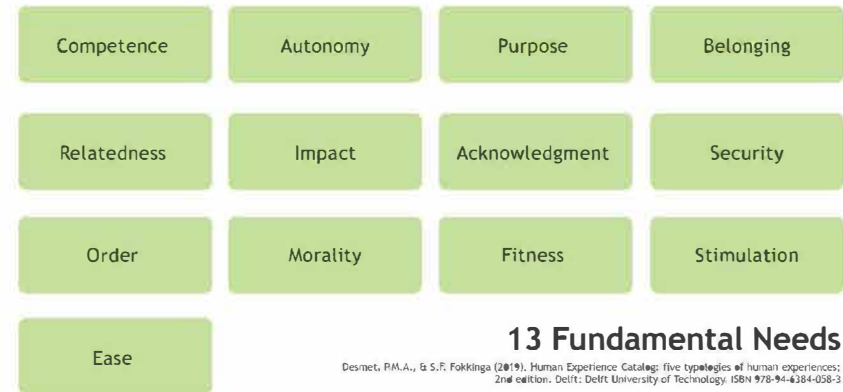 Competence
Autonomy
Purpose
Belonging
Relatedness
Impact
Acknowledgment
Security
Order
Morality
Fitness
Stimulation
Ease
13 Fundamental Needs
Desmet, P.M.A., & S.F. Fokkinga (2019). Human Experience Catalog: five typologies of human experiences;
2nd edition. Delft: Delft University of Technology. ISBN 978-94-6384-058-3